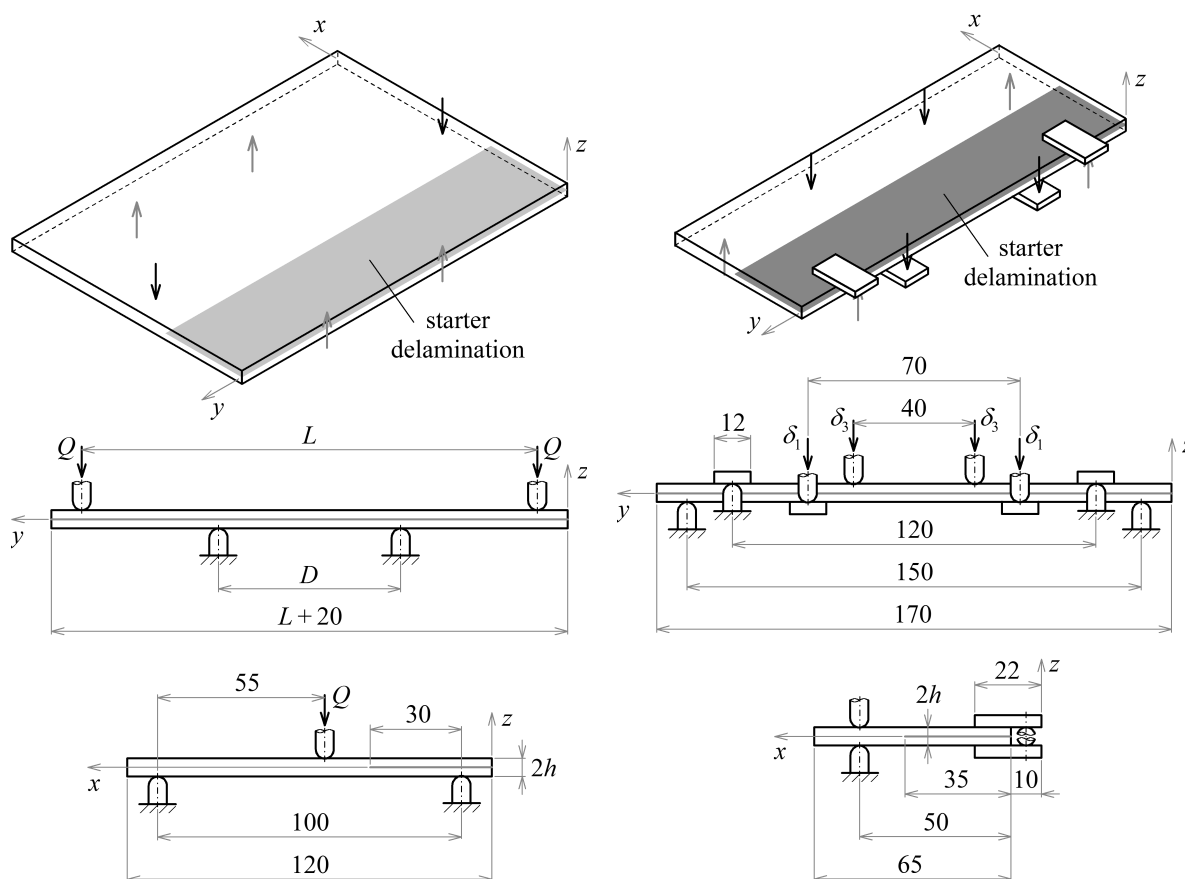 x
z
y
starter
delamination
x
z
y
starter
delamination
Q
L
Q
z
y
D
L + 20
70
40
12
δ1
δ3
δ3
δ1
z
y
120
150
170
55
Q
30
z
x
2h
100
120
22
z
2h
x
35
10
50
65